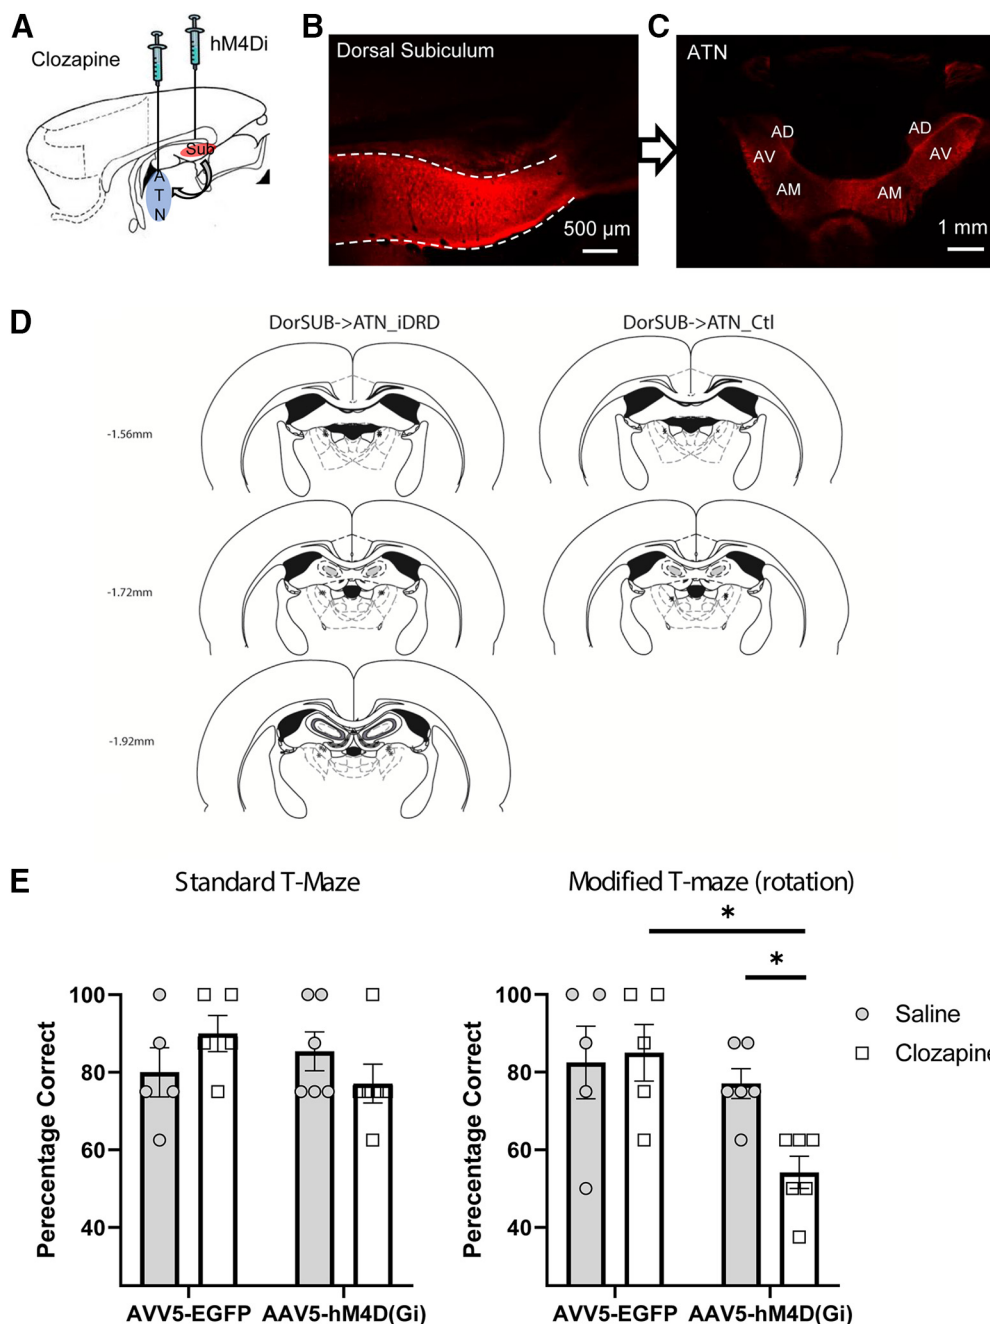 A
Clozapine
hM4Di
Sub
A
T
N
B
Dorsal Subiculum
500 µm
C
ATN
AD
AD
AV
AV
AM
AM
1 mm
D
DorSUB->ATN_iDRD
DorSUB->ATN_Ctl
-1.56mm
-1.72mm
-1.92mm
E
Standard T-Maze
Modified T-maze (rotation)
*
*
Perecentage Correct
100
80
60
40
AVV5-EGFP
AAV5-hM4D(Gi)
Perecentage Correct
100
80
60
40
AVV5-EGFP
AAV5-hM4D(Gi)
Saline
Clozapine